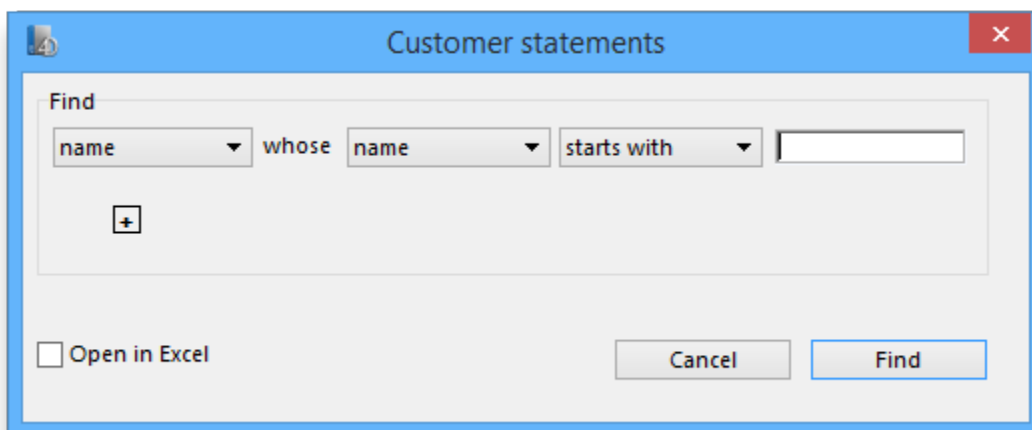 Customer statements
Find
name whose name starts with
+
Open in Excel
Cancel Find